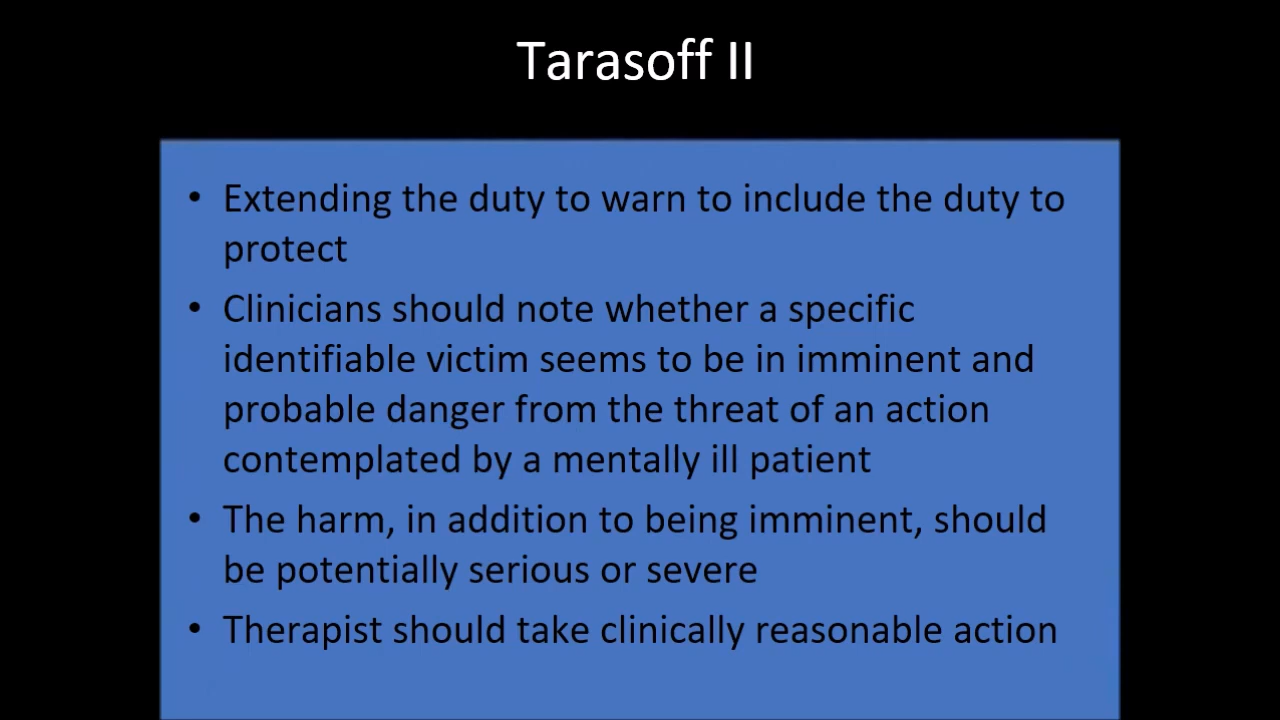 Tarasoff II
• Extending the duty to warn to include the duty to
protect
• Clinicians should note whether a specific
identifiable victim seems to be in imminent and
probable danger from the threat of an action
contemplated by a mentally ill patient
• The harm, in addition to being imminent, should
be potentially serious or severe
• Therapist should take clinically reasonable action